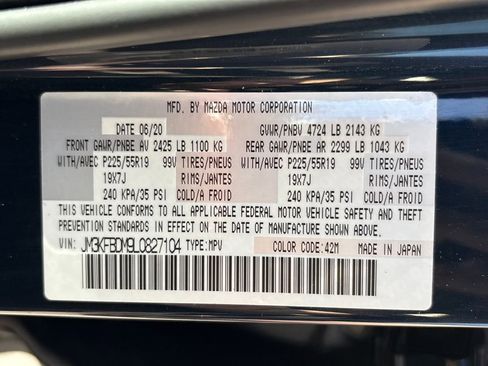 MFD. BY MAZDA MOTOR CORPORATION
DATE 06/20 GVWR/PNBV 4724 LB 2143 KG
FRONT GAWR/PNBE AV 2425 LB 1100 KG REAR GAWR/PNBE AR 2299 LB 1043 KG
WITH/AVEC P225/55R19 99V TIRES/PNEUS WITH/AVEC P225/55R19 99V TIRES/PNEUS
19X7J RIMS/JANTES 19X7J RIMS/JANTES
240 KPA/35 PSI COLD/A FROID 240 KPA/35 PSI COLD/A FROID
THIS VEHICLE CONFORMS TO ALL APPLICABLE FEDERAL MOTOR VEHICLE SAFETY AND THEFT
PREVENTION STANDARDS IN EFFECT ON THE DATE OF MANUFACTURE SHOWN ABOVE.
VIN: JM3KFBDM9L0827104 TYPE:MPV COLOR CODE:42M MADE IN JAPAN